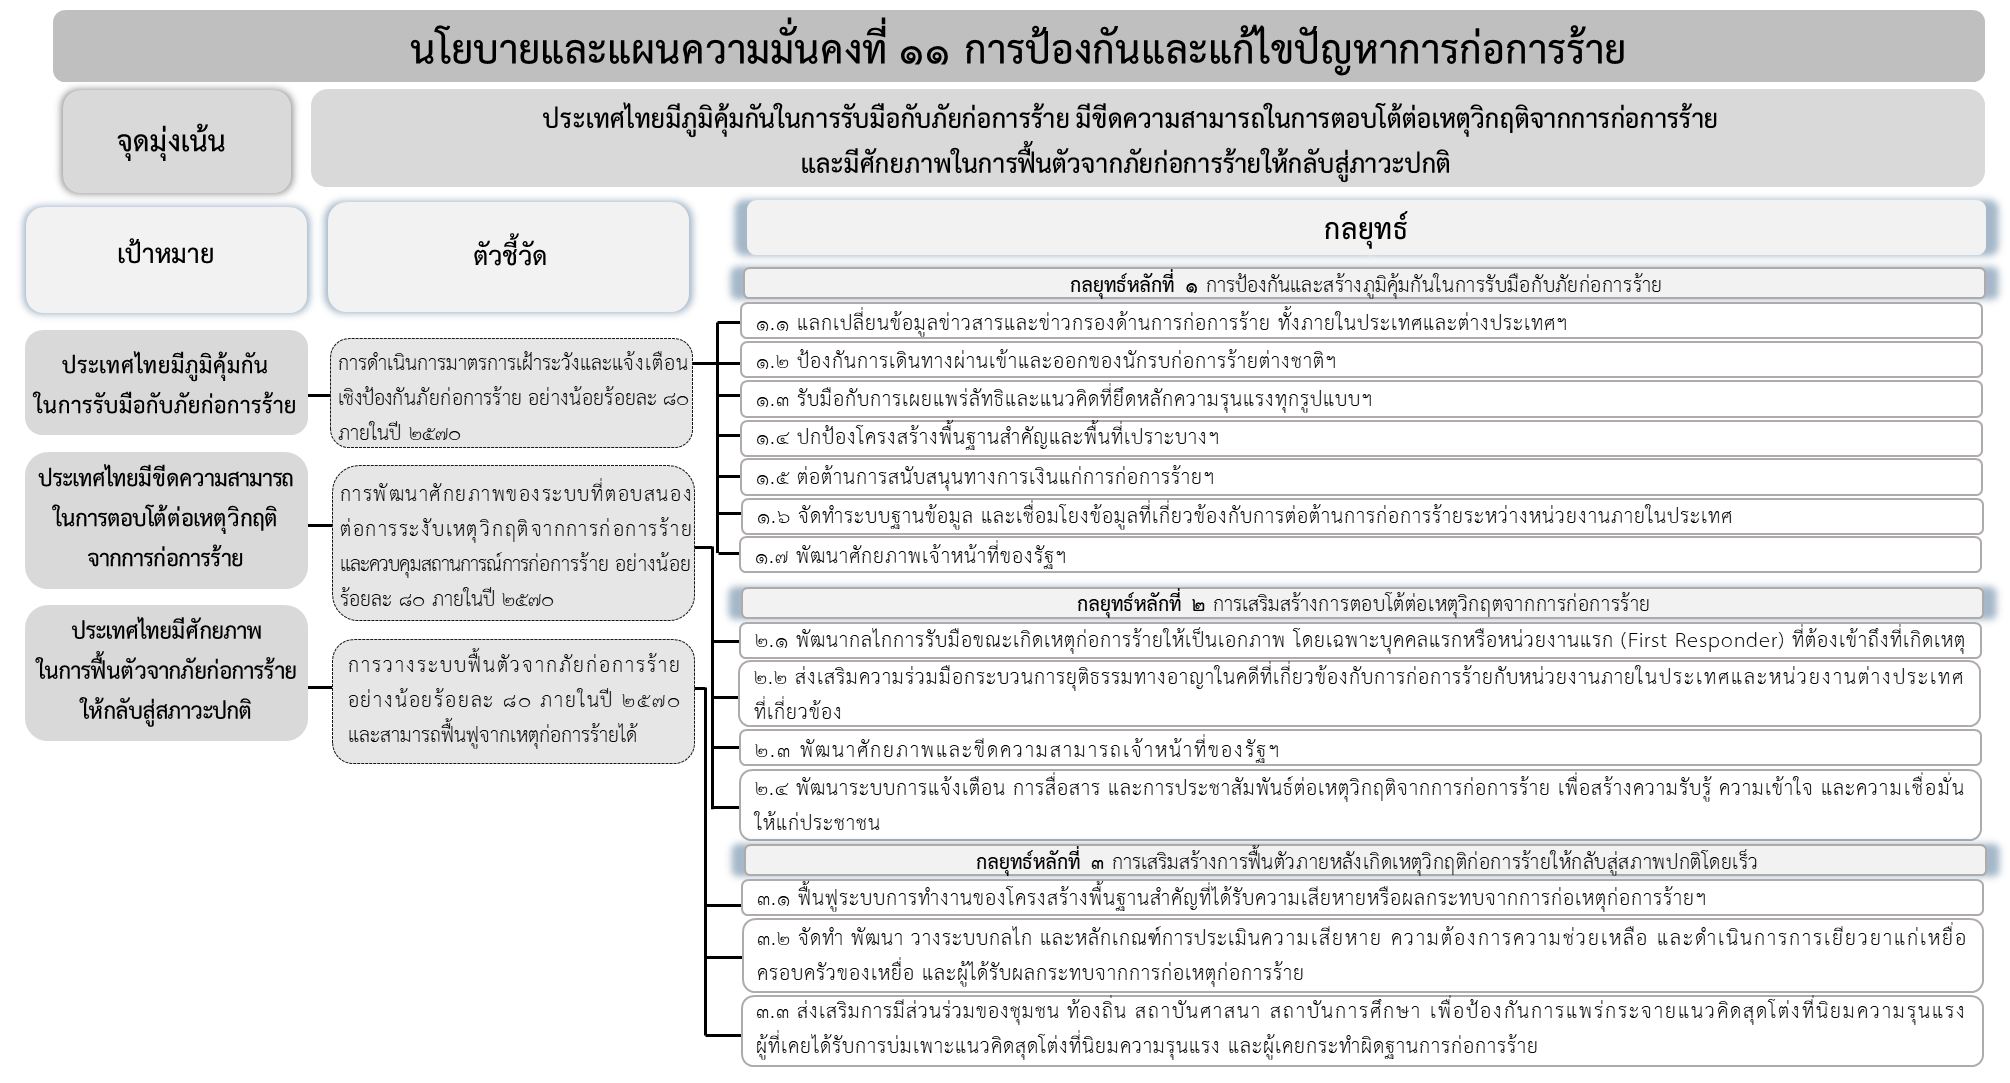 นโยบายและแผนความมั่นคงที่ ๑๑ การป้องกันและแก้ไขปัญหาการก่อการร้าย
จุดมุ่งเน้น
ประเทศไทยมีภูมิคุ้มกันในการรับมือกับภัยก่อการร้าย มีขีดความสามารถในการตอบโต้ต่อเหตุวิกฤติจากการก่อการร้าย
และมีศักยภาพในการฟื้นตัวจากภัยก่อการร้ายให้กลับสู่ภาวะปกติ
เป้าหมาย
ตัวชี้วัด
กลยุทธ์
ประเทศไทยมีภูมิคุ้มกัน
ในการรับมือกับภัยก่อการร้าย
ประเทศไทยมีขีดความสามารถ
ในการตอบโต้ต่อเหตุวิกฤติ
จากการก่อการร้าย
ประเทศไทยมีศักยภาพ
ในการฟื้นตัวจากภัยก่อการร้าย
ให้กลับสู่สภาวะปกติ
การดำเนินการมาตรการเฝ้าระวังและแจ้งเตือน
เชิงป้องกันภัยก่อการร้าย อย่างน้อยร้อยละ ๘๐
ภายในปี ๒๕๗๐
การพัฒนาศักยภาพของระบบที่ตอบสนอง
ต่อการระงับเหตุวิกฤติจากการก่อการร้าย
และควบคุมสถานการณ์การก่อการร้าย อย่างน้อย
ร้อยละ ๘๐ ภายในปี ๒๕๗๐
การวางระบบฟื้นตัวจากภัยก่อการร้าย
อย่างน้อยร้อยละ ๘๐ ภายในปี ๒๕๗๐
และสามารถฟื้นฟูจากเหตุก่อการร้ายได้
กลยุทธ์หลักที่ ๑ การป้องกันและสร้างภูมิคุ้มกันในการรับมือกับภัยก่อการร้าย
๑.๑ แลกเปลี่ยนข้อมูลข่าวสารและข่าวกรองด้านการก่อการร้าย ทั้งภายในประเทศและต่างประเทศฯ
๑.๒ ป้องกันการเดินทางผ่านเข้าและออกของนักรบก่อการร้ายต่างชาติฯ
๑.๓ รับมือกับการเผยแพร่ลัทธิและแนวคิดที่ยึดหลักความรุนแรงทุกรูปแบบฯ
๑.๔ ปกป้องโครงสร้างพื้นฐานสำคัญและพื้นที่เปราะบางฯ
๑.๕ ต่อต้านการสนับสนุนทางการเงินแก่การก่อการร้ายฯ
๑.๖ จัดทำระบบฐานข้อมูล และเชื่อมโยงข้อมูลที่เกี่ยวข้องกับการต่อต้านการก่อการร้ายระหว่างหน่วยงานภายในประเทศ
๑.๗ พัฒนาศักยภาพเจ้าหน้าที่ของรัฐฯ
กลยุทธ์หลักที่ ๒ การเสริมสร้างการตอบโต้ต่อเหตุวิกฤตจากการก่อการร้าย
๒.๑ พัฒนากลไกการรับมือขณะเกิดเหตุก่อการร้ายให้เป็นเอกภาพ โดยเฉพาะบุคคลแรกหรือหน่วยงานแรก (First Responder) ที่ต้องเข้าถึงที่เกิดเหตุ
๒.๒ ส่งเสริมความร่วมมือกระบวนการยุติธรรมทางอาญาในคดีที่เกี่ยวข้องกับการก่อการร้ายกับหน่วยงานภายในประเทศและหน่วยงานต่างประเทศ
ที่เกี่ยวข้อง
๒.๓ พัฒนาศักยภาพและขีดความสามารถเจ้าหน้าที่ของรัฐฯ
๒.๔ พัฒนาระบบการแจ้งเตือน การสื่อสาร และการประชาสัมพันธ์ต่อเหตุวิกฤติจากการก่อการร้าย เพื่อสร้างความรับรู้ ความเข้าใจ และความเชื่อมั่น
ให้แก่ประชาชน
กลยุทธ์หลักที่ ๓ การเสริมสร้างการฟื้นตัวภายหลังเกิดเหตุวิกฤติก่อการร้ายให้กลับสู่สภาพปกติโดยเร็ว
๓.๑ ฟื้นฟูระบบการทำงานของโครงสร้างพื้นฐานสำคัญที่ได้รับความเสียหายหรือผลกระทบจากการก่อเหตุก่อการร้ายฯ
๓.๒ จัดทำ พัฒนา วางระบบกลไก และหลักเกณฑ์การประเมินความเสียหาย ความต้องการความช่วยเหลือ และดำเนินการการเยียวยาแก่เหยื่อ
ครอบครัวของเหยื่อ และผู้ได้รับผลกระทบจากการก่อเหตุก่อการร้าย
๓.๓ ส่งเสริมการมีส่วนร่วมของชุมชน ท้องถิ่น สถาบันศาสนา สถาบันการศึกษา เพื่อป้องกันการแพร่กระจายแนวคิดสุดโต่งที่นิยมความรุนแรง
ผู้ที่เคยได้รับการบ่มเพาะแนวคิดสุดโต่งที่นิยมความรุนแรง และผู้เคยกระทำผิดฐานการก่อการร้าย